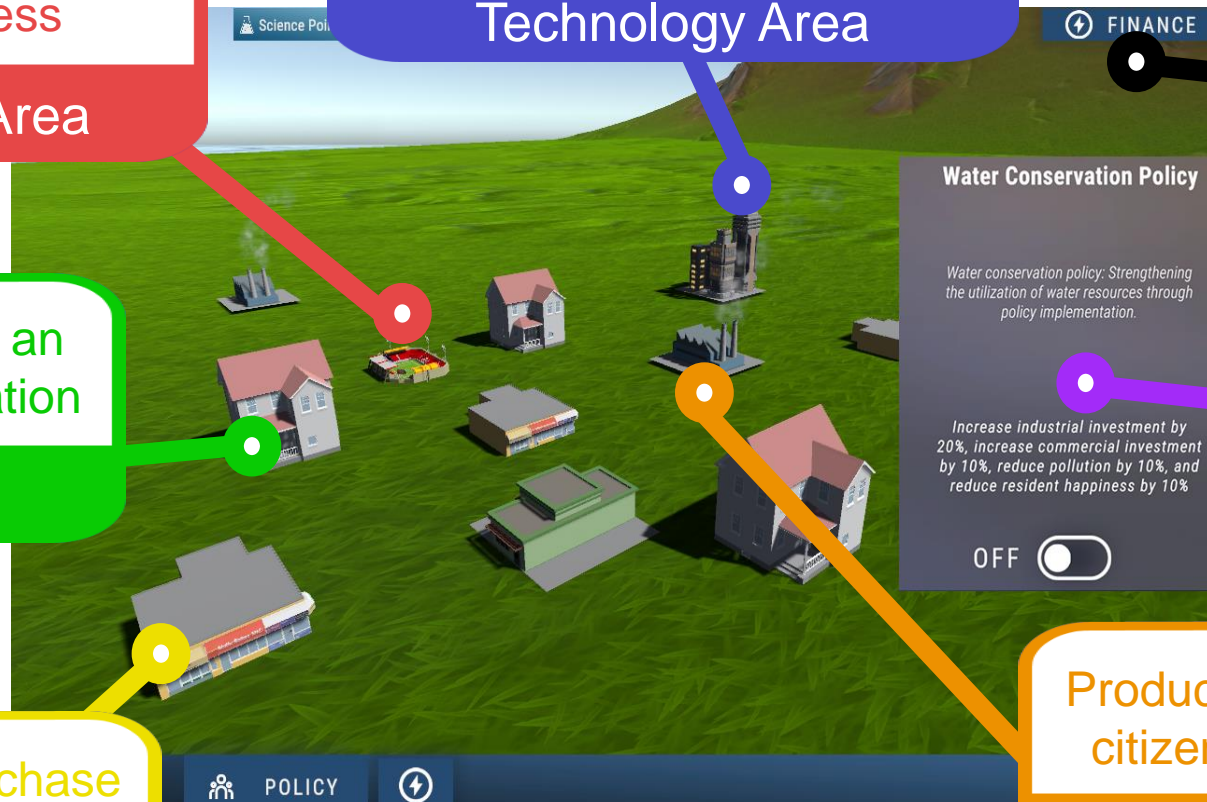 ess
Area
Science Poi
Technology Area
FINANCE
Water Conservation Policy
Water conservation policy: Strengthening
the utilization of water resources through
policy implementation.
Increase industrial investment by
20%, increase commercial investment
by 10%, reduce pollution by 10%, and
reduce resident happiness by 10%
OFF
an
ation
Produc
citizen
chase
POLICY